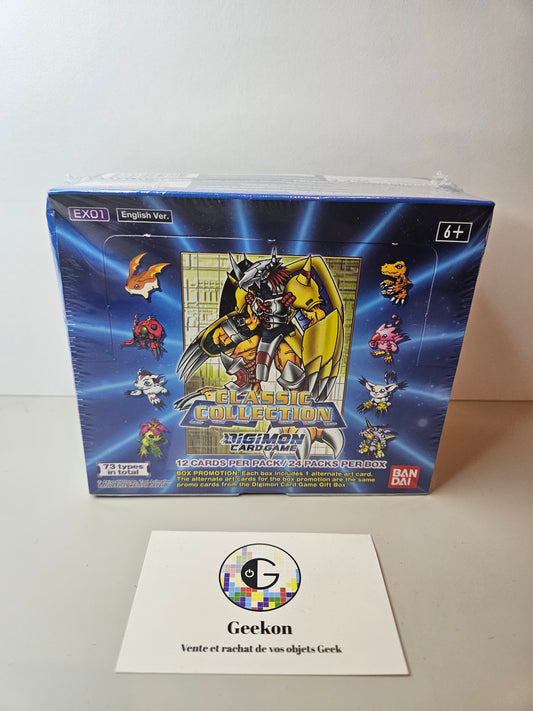 EX01
English Ver.
6+
CLASSIC
COLLECTION
DIGIMON
CARD GAME
12 CARDS PER PACK / 24 PACKS PER BOX
73 types
in total
BOX PROMOTION: Each box includes 1 alternate art card.
The alternate art cards for the box promotion are the same
promo cards from the Digimon Card Game Gift Box
BAN
DAI
G
Geekon
Vente et rachat de vos objets Geek